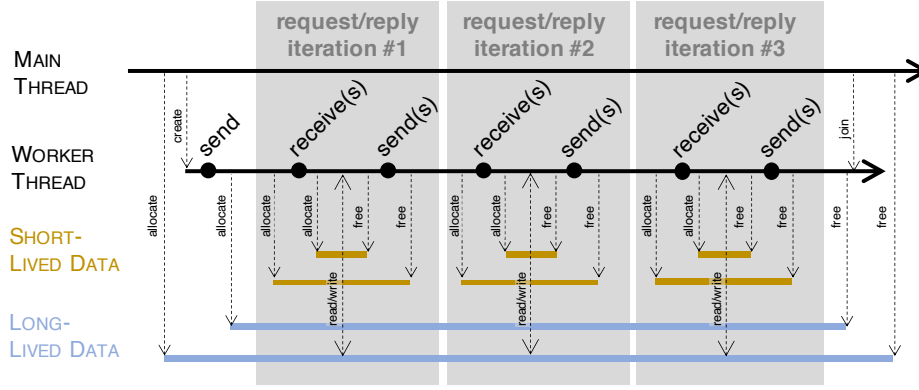 request/reply
iteration #1
request/reply
iteration #2
request/reply
iteration #3
MAIN
THREAD
create
send
receive(s)
send(s)
receive(s)
send(s)
receive(s)
send(s)
join
WORKER
THREAD
allocate
allocate
allocate
allocate
free
free
allocate
allocate
free
free
allocate
allocate
free
free
free
free
SHORT-
LIVED DATA
read/write
read/write
read/write
LONG-
LIVED DATA